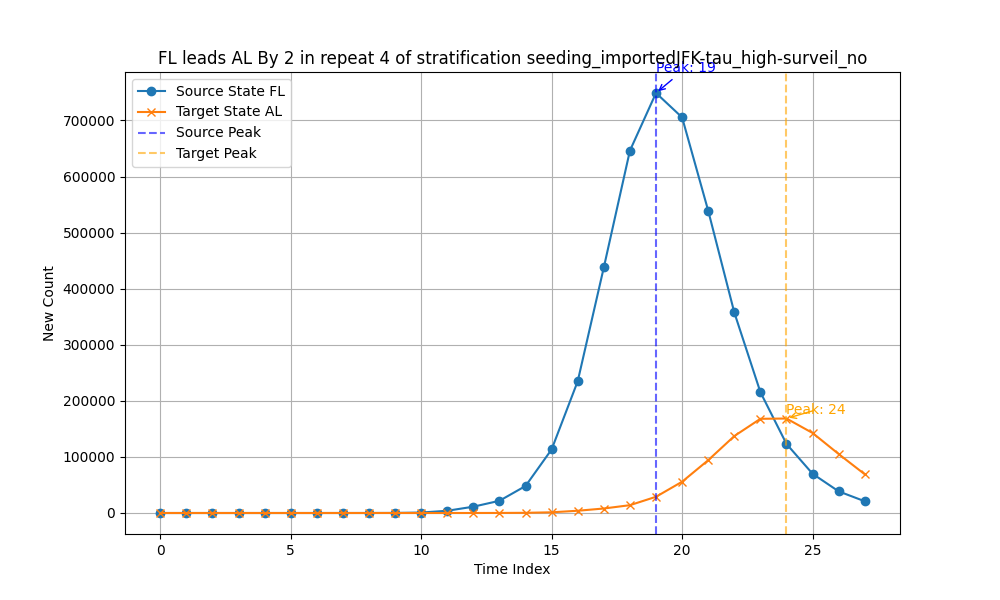 FL leads AL By 2 in repeat 4 of stratification seeding_importedJFK-tau_high-surveil_no
Peak: 19
Source State FL
Target State AL
Source Peak
Target Peak
700000
600000
500000
400000
300000
200000
100000
0
New Count
Peak: 24
0 5 10 15 20 25
Time Index